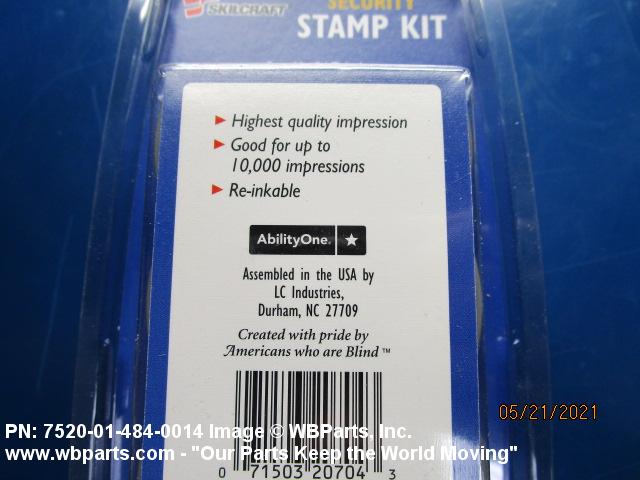 SKILCRAFT
SECURITY
STAMP KIT
Highest quality impression
Good for up to
10,000 impressions
Re-inkable
AbilityOne.
Assembled in the USA by
LC Industries,
Durham, NC 27709
Created with pride by
Americans who are Blind™
05/21/2021
PN: 7520-01-484-0014 Image © WBParts, Inc.
www.wbparts.com - "Our Parts Keep the World Moving"
0 71503 20704 3